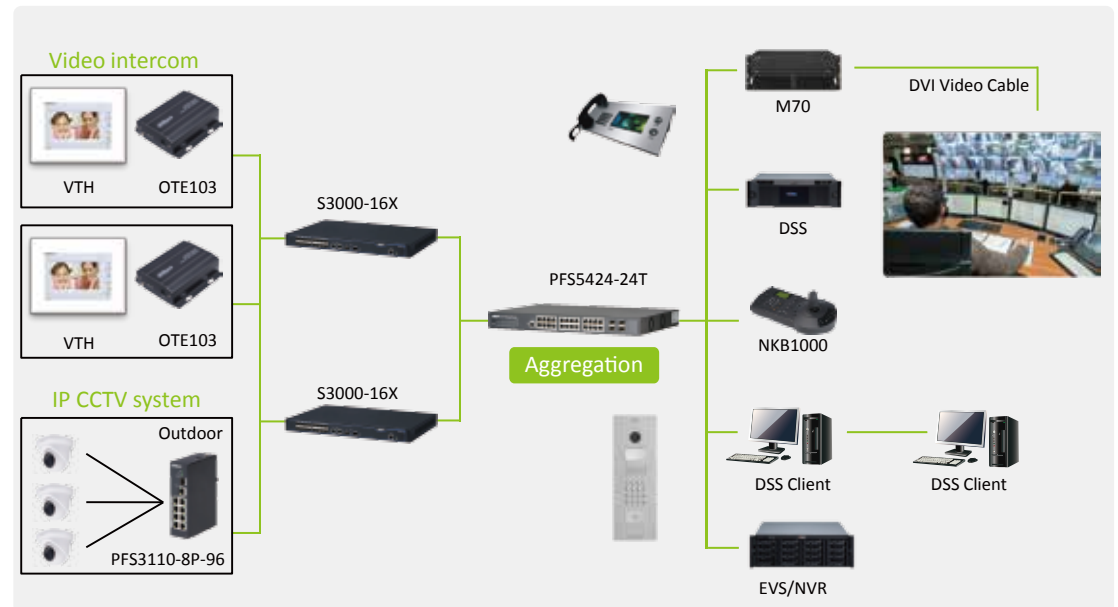 Video intercom
VTH
OTE103
VTH
OTE103
IP CCTV system
Outdoor
PFS3110-8P-96
S3000-16X
S3000-16X
PFS5424-24T
Aggregation
M70
DVI Video Cable
DSS
NKB1000
DSS Client
DSS Client
EVS/NVR